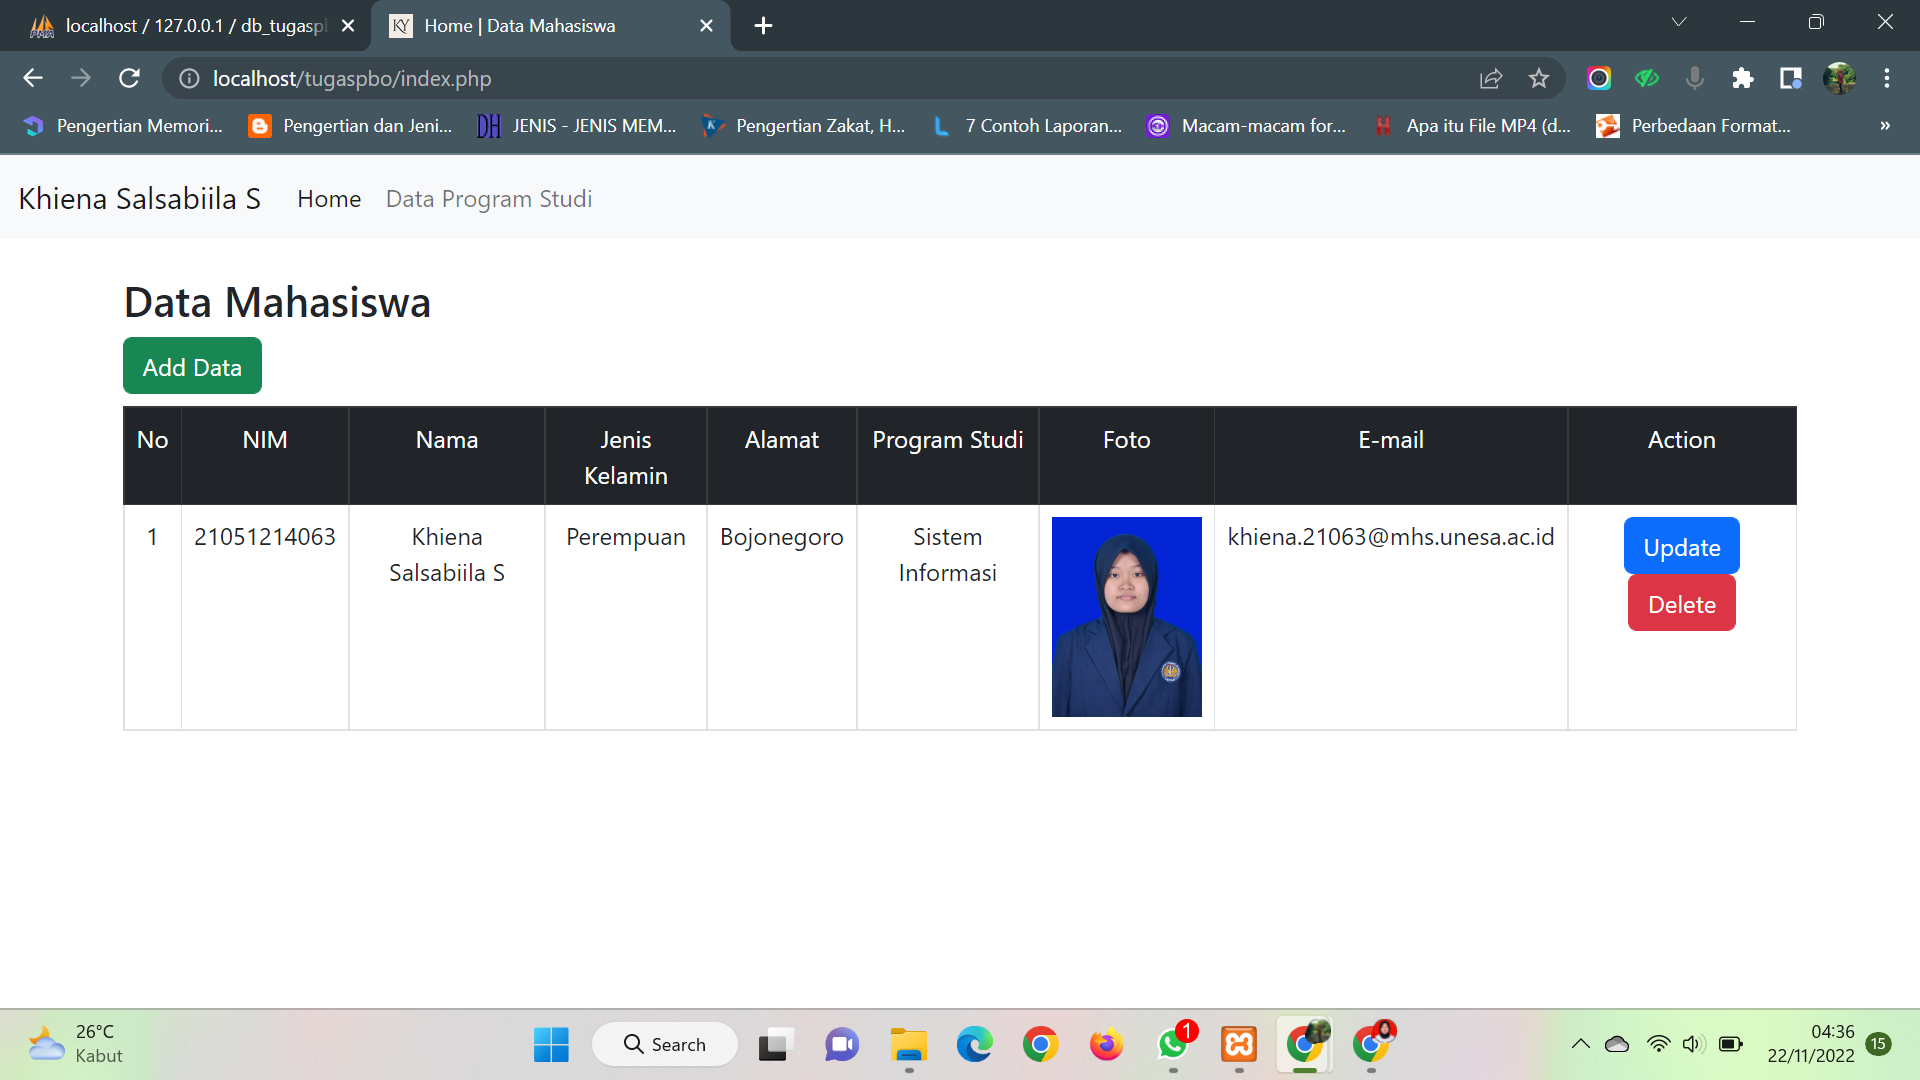 localhost / 127.0.0.1 / db_tugaspb
Home | Data Mahasiswa
localhost/tugaspbo/index.php
Pengertian Memori...
Pengertian dan Jeni...
JENIS - JENIS MEM...
Pengertian Zakat, H...
7 Contoh Laporan...
Macam-macam for...
Apa itu File MP4 (d...
Perbedaan Format...
Khiena Salsabiila S
Home
Data Program Studi
Data Mahasiswa
Add Data
No
NIM
Nama
Jenis
Kelamin
Alamat
Program Studi
Foto
E-mail
Action
1
21051214063
Khiena
Salsabiila S
Perempuan
Bojonegoro
Sistem
Informasi
khiena.21063@mhs.unesa.ac.id
Update
Delete
26°C
Kabut
Search
1
04:36
22/11/2022
15